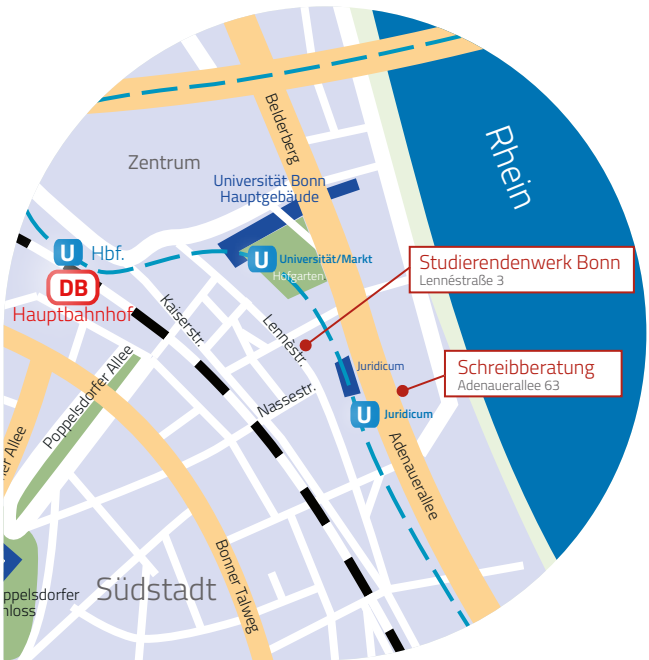 Belderberg
Rhein
Zentrum
Universität Bonn
Hauptgebäude
U Hbf.
U Universität/Markt
Hofgarten
Studierendenwerk Bonn
Lennéstraße 3
DB
Hauptbahnhof
Kaiserstr.
Lennéstr.
Poppelsdorfer Allee
Juridicum
Schreibberatung
Adenauerallee 63
Nassestr.
U Juridicum
er Allee
Adenauerallee
Bonner Talweg
Südstadt
ppelsdorfer
hloss